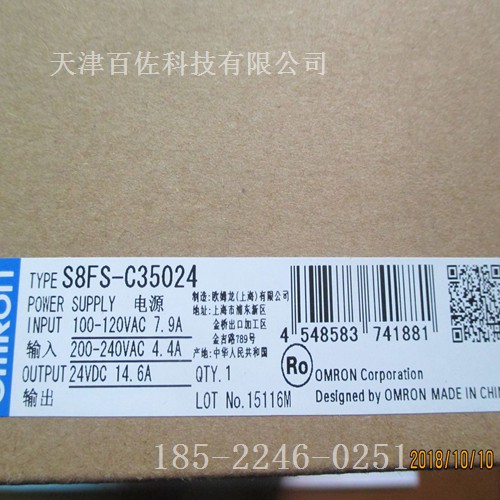 天津百佐科技有限公司
OMRON
TYPE S8FS-C35024
POWER SUPPLY 电源
INPUT 100-120VAC 7.9A
输入 200-240VAC 4.4A
OUTPUT 24VDC 14.6A
输出
制造:欧姆龙(上海)有限公司
地址:上海市浦东新区
金桥出口加工区
金吉路789号
产地:中华人民共和国
QTY.1
LOT No.15116M
4 548583 741881
Ro
OMRON Corporation
Designed by OMRON MADE IN CHIN
185-2246-0251
2018/10/10